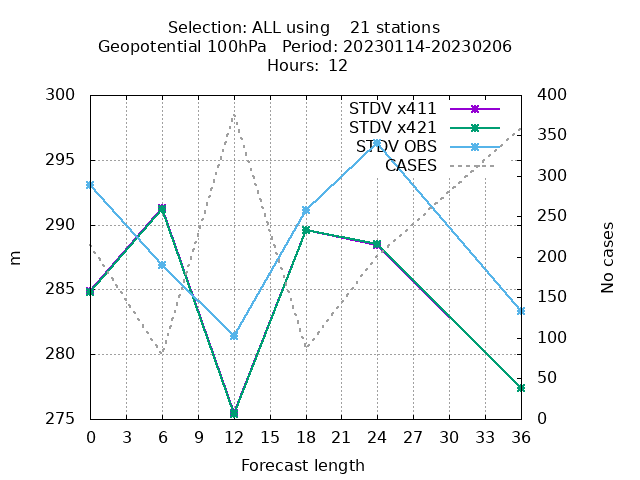 Selection: ALL using    21 stations
Geopotential 100hPa   Period: 20230114-20230206
Hours:  12
300
295
290
285
280
275
m
400
350
300
250
200
150
100
50
0
No cases
STDV x411
STDV x421
STDV OBS
CASES
0 3 6 9 12 15 18 21 24 27 30 33 36
Forecast length